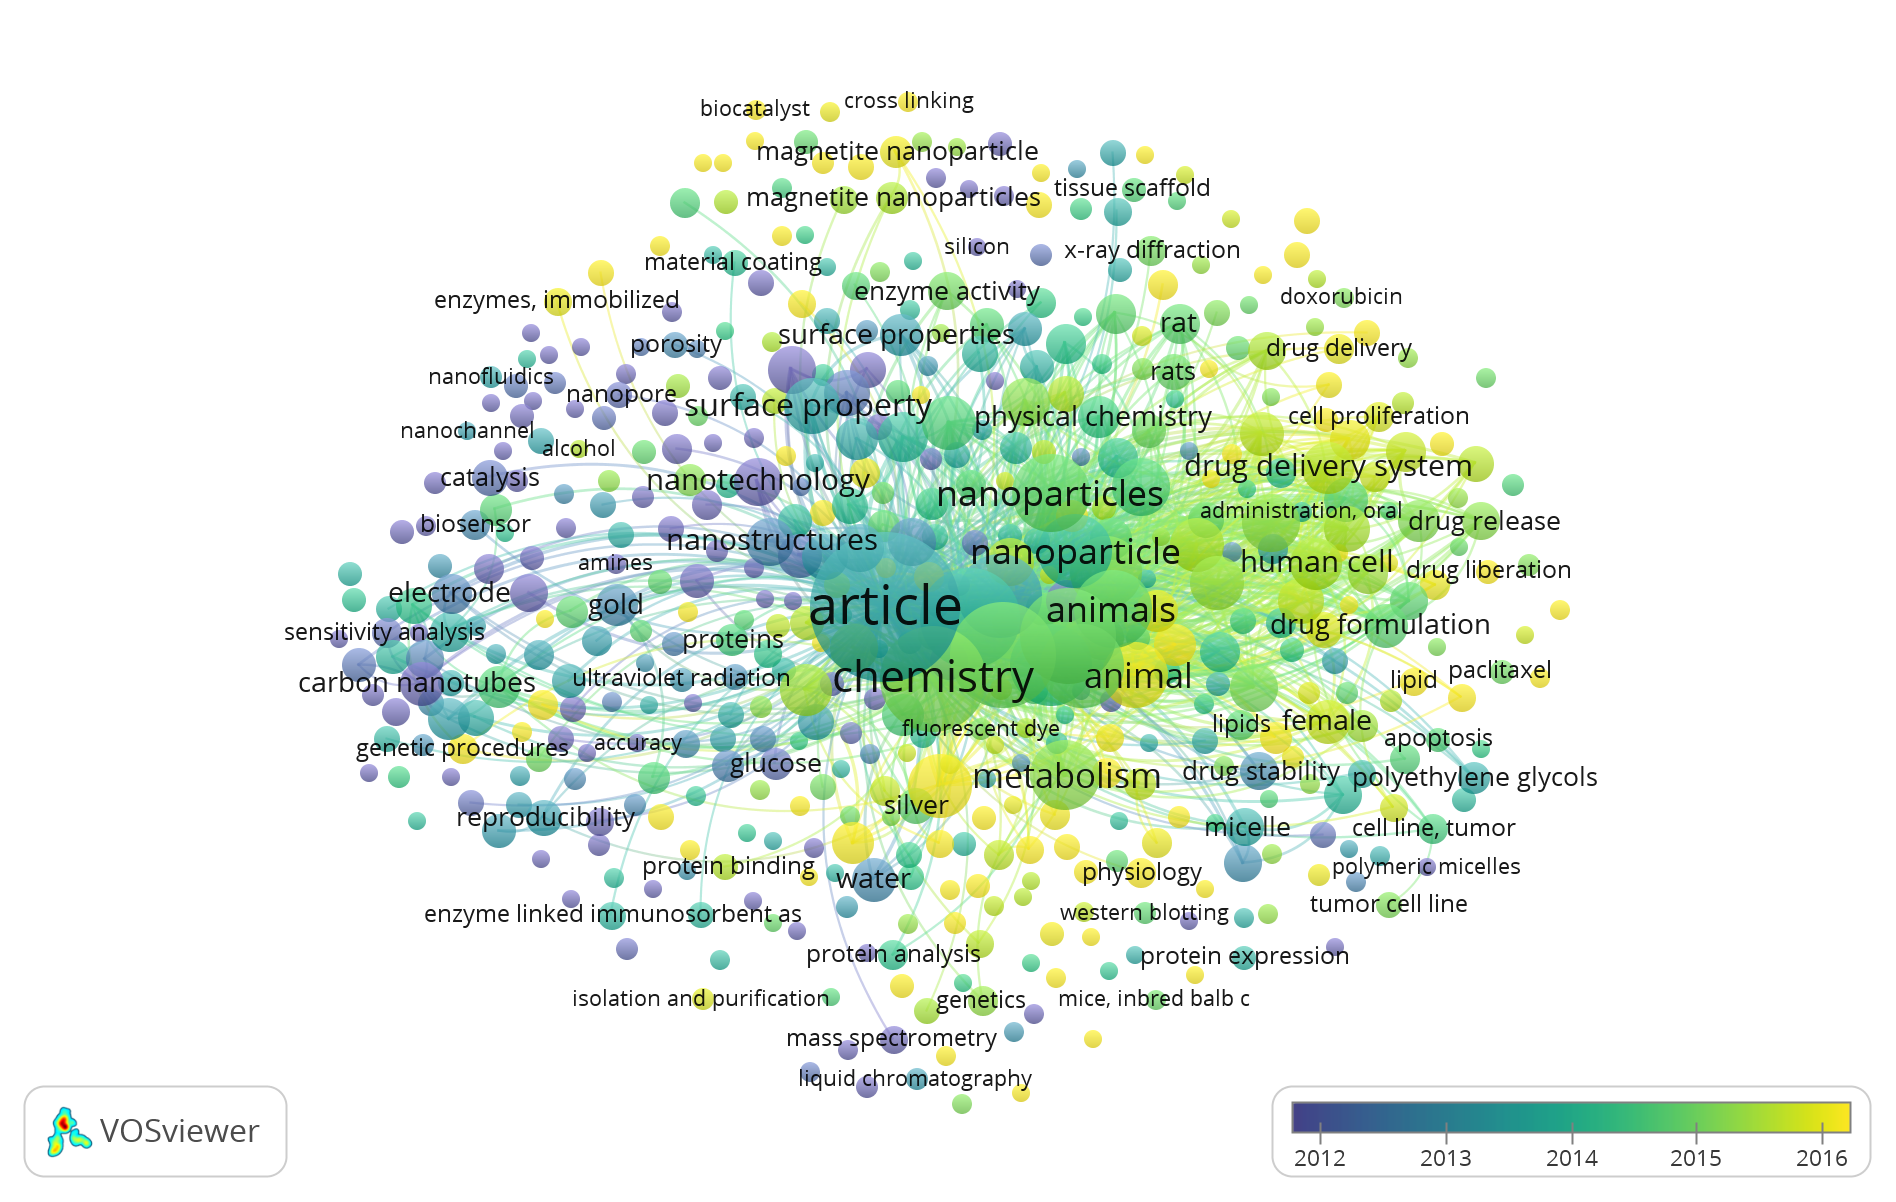 cross linking
biocatalyst
magnetite nanoparticle
tissue scaffold
magnetite nanoparticles
silicon
x-ray diffraction
material coating
enzyme activity
doxorubicin
enzymes, immobilized
rat
surface properties
porosity
drug delivery
rats
nanofluidics
nanopore
surface property
physical chemistry
cell proliferation
nanochannel
alcohol
drug delivery system
catalysis
nanotechnology
nanoparticles
administration, oral
drug release
biosensor
nanostructures
nanoparticle
human cell
amines
drug liberation
electrode
gold
article
animals
drug formulation
sensitivity analysis
proteins
carbon nanotubes
ultraviolet radiation
chemistry
animal
lipid
paclitaxel
fluorescent dye
lipids
female
genetic procedures
accuracy
apoptosis
glucose
metabolism
drug stability
polyethylene glycols
silver
reproducibility
micelle
cell line, tumor
protein binding
water
physiology
polymeric micelles
enzyme linked immunosorbent as
western blotting
tumor cell line
protein analysis
protein expression
isolation and purification
genetics
mice, inbred balb c
mass spectrometry
liquid chromatography
VOSviewer
2012 2013 2014 2015 2016